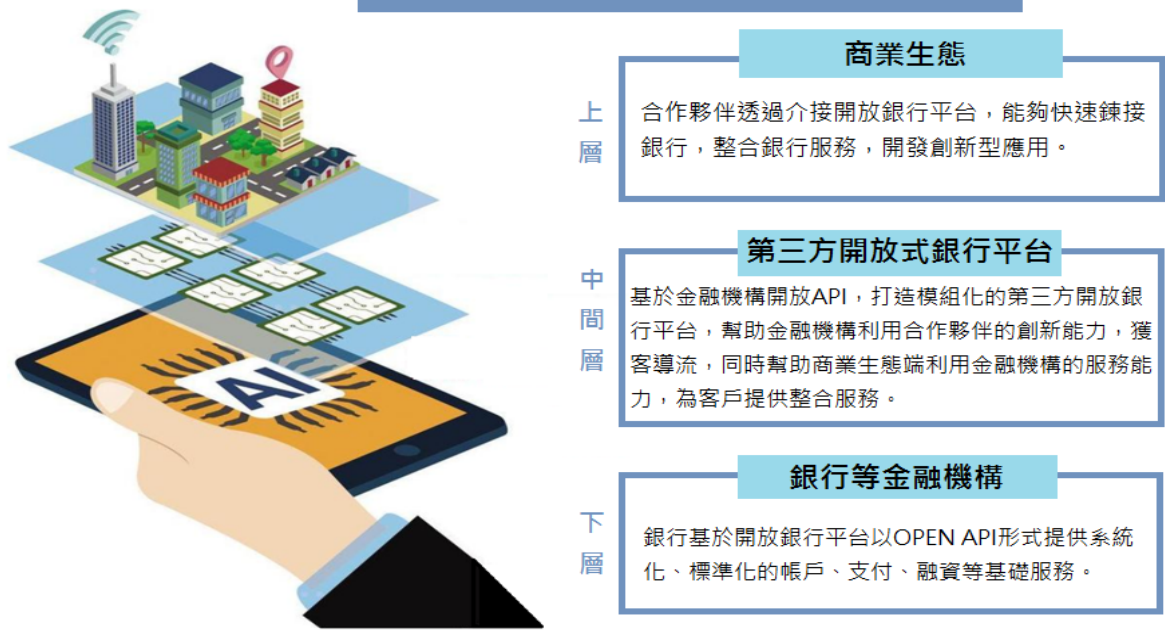 商業生態
上層
合作夥伴透過介接開放銀行平台，能夠快速鍊接
銀行，整合銀行服務，開發創新型應用。
第三方開放式銀行平台
中間層
基於金融機構開放API，打造模組化的第三方開放銀
行平台，幫助金融機構利用合作夥伴的創新能力，獲
客導流，同時幫助商業生態端利用金融機構的服務能
力，為客戶提供整合服務。
銀行等金融機構
下層
銀行基於開放銀行平台以OPEN API形式提供系統
化、標準化的帳戶、支付、融資等基礎服務。
AI